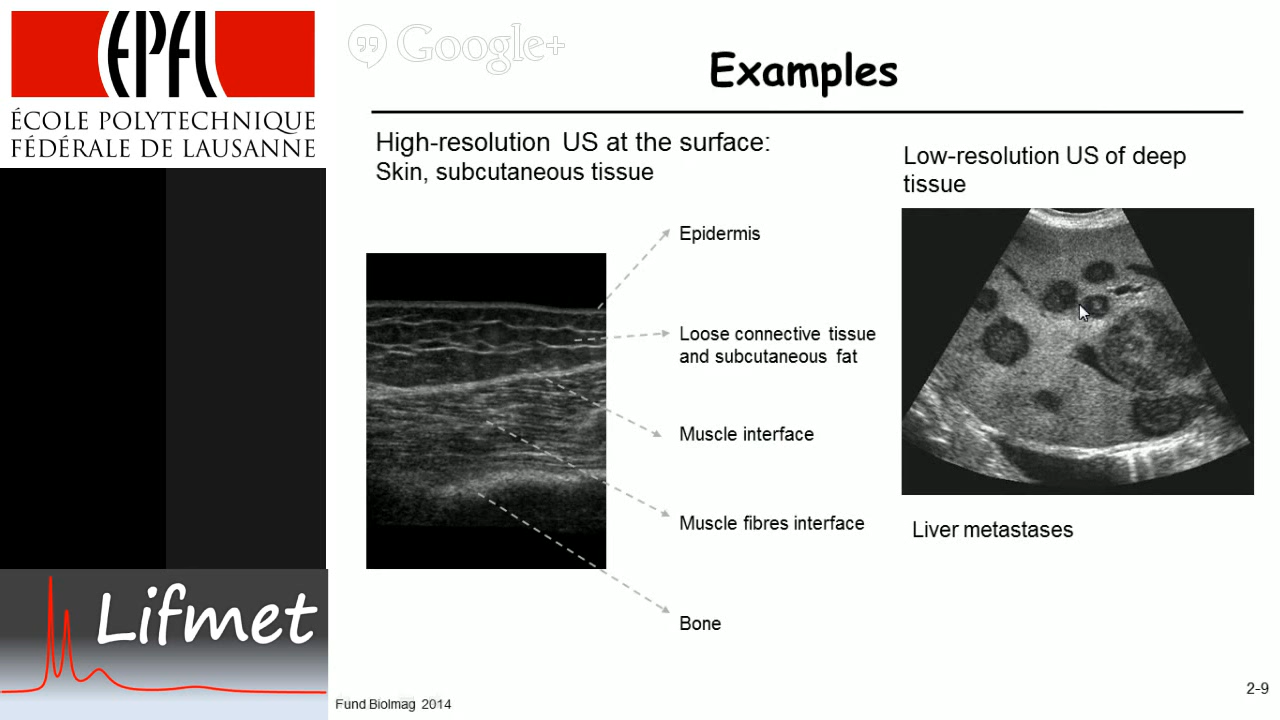 EPFL
ÉCOLE POLYTECHNIQUE
FÉDÉRALE DE LAUSANNE
Google+
Examples
High-resolution US at the surface:
Skin, subcutaneous tissue
Low-resolution US of deep
tissue
Epidermis
Loose connective tissue
and subcutaneous fat
Muscle interface
Muscle fibres interface
Bone
Liver metastases
Lifmet
Fund BioImag 2014
2-9